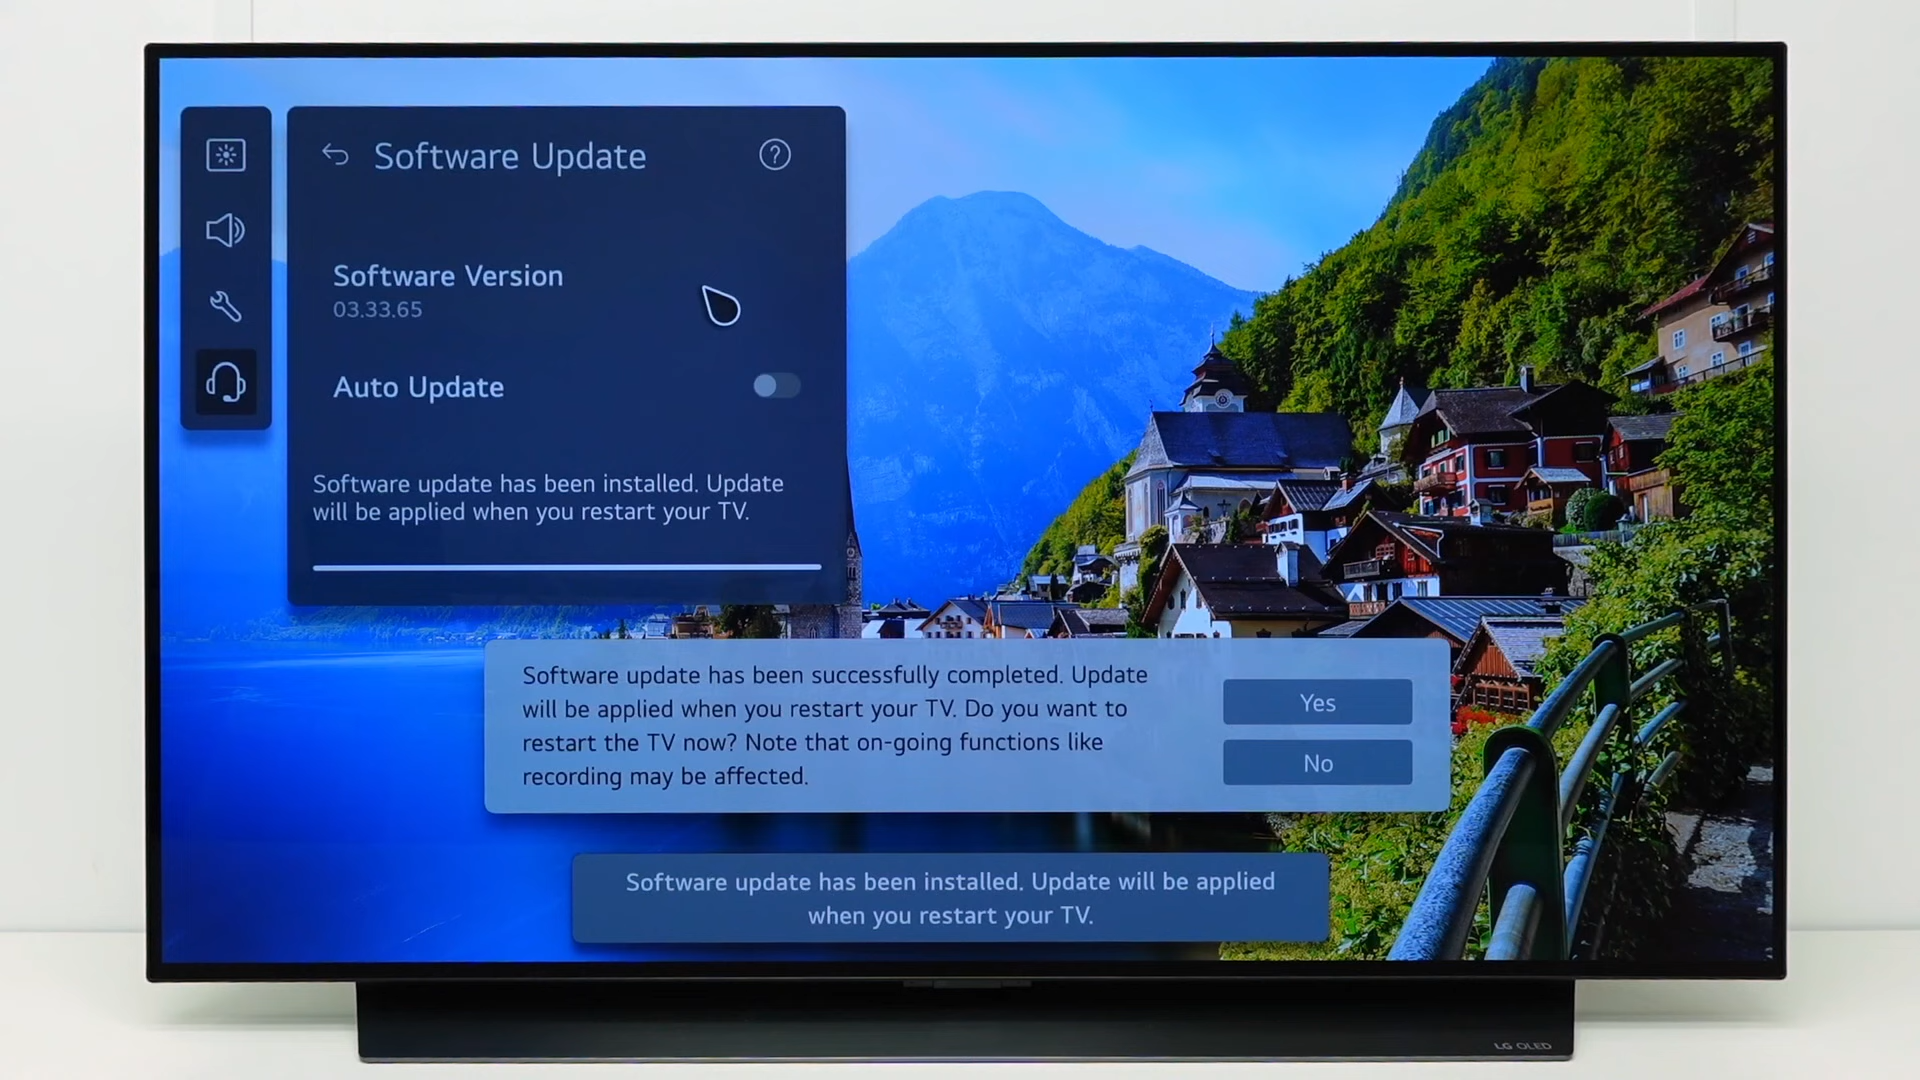 Software Update
Software Version
03.33.65
Auto Update
Software update has been installed. Update
will be applied when you restart your TV.
Software update has been successfully completed. Update
will be applied when you restart your TV. Do you want to
restart the TV now? Note that on-going functions like
recording may be affected.
Yes
No
Software update has been installed. Update will be applied
when you restart your TV.
LG OLED